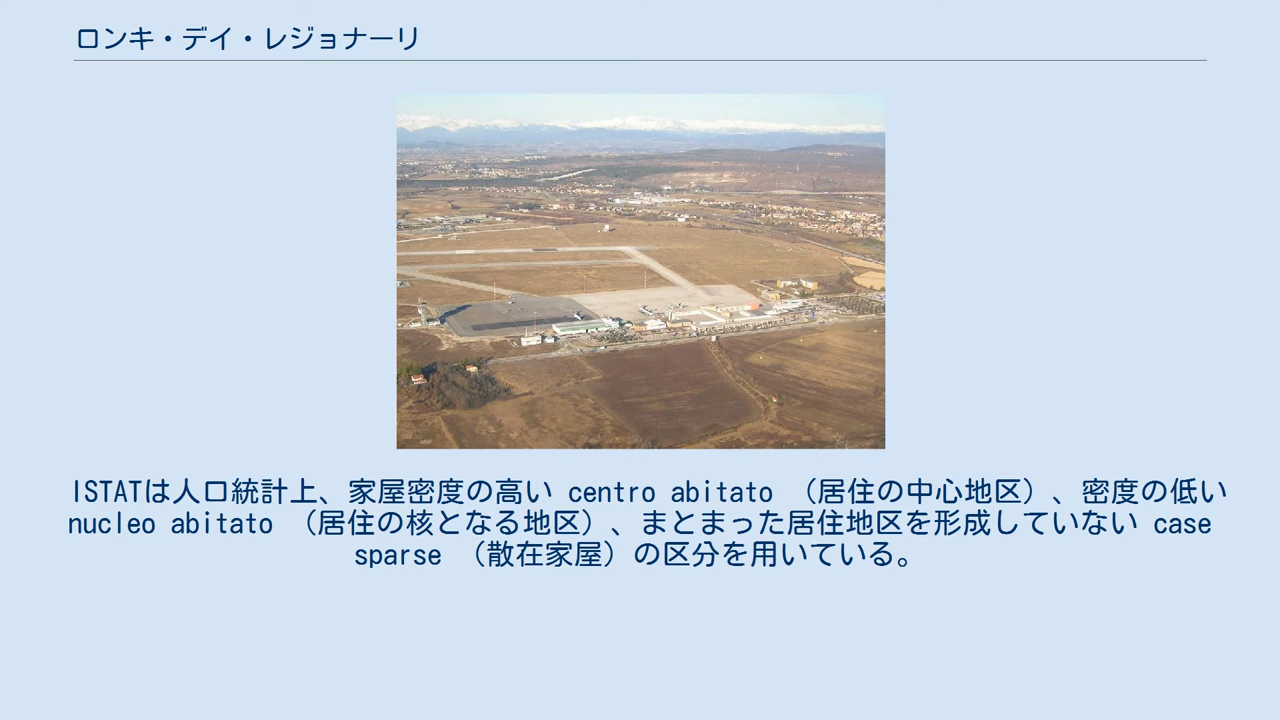 ロンキ・デイ・レジョナーリ
ISTATは人口統計上、家屋密度の高い centro abitato （居住の中心地区）、密度の低い
nucleo abitato （居住の核となる地区）、まとまった居住地区を形成していない case
sparse （散在家屋）の区分を用いている。